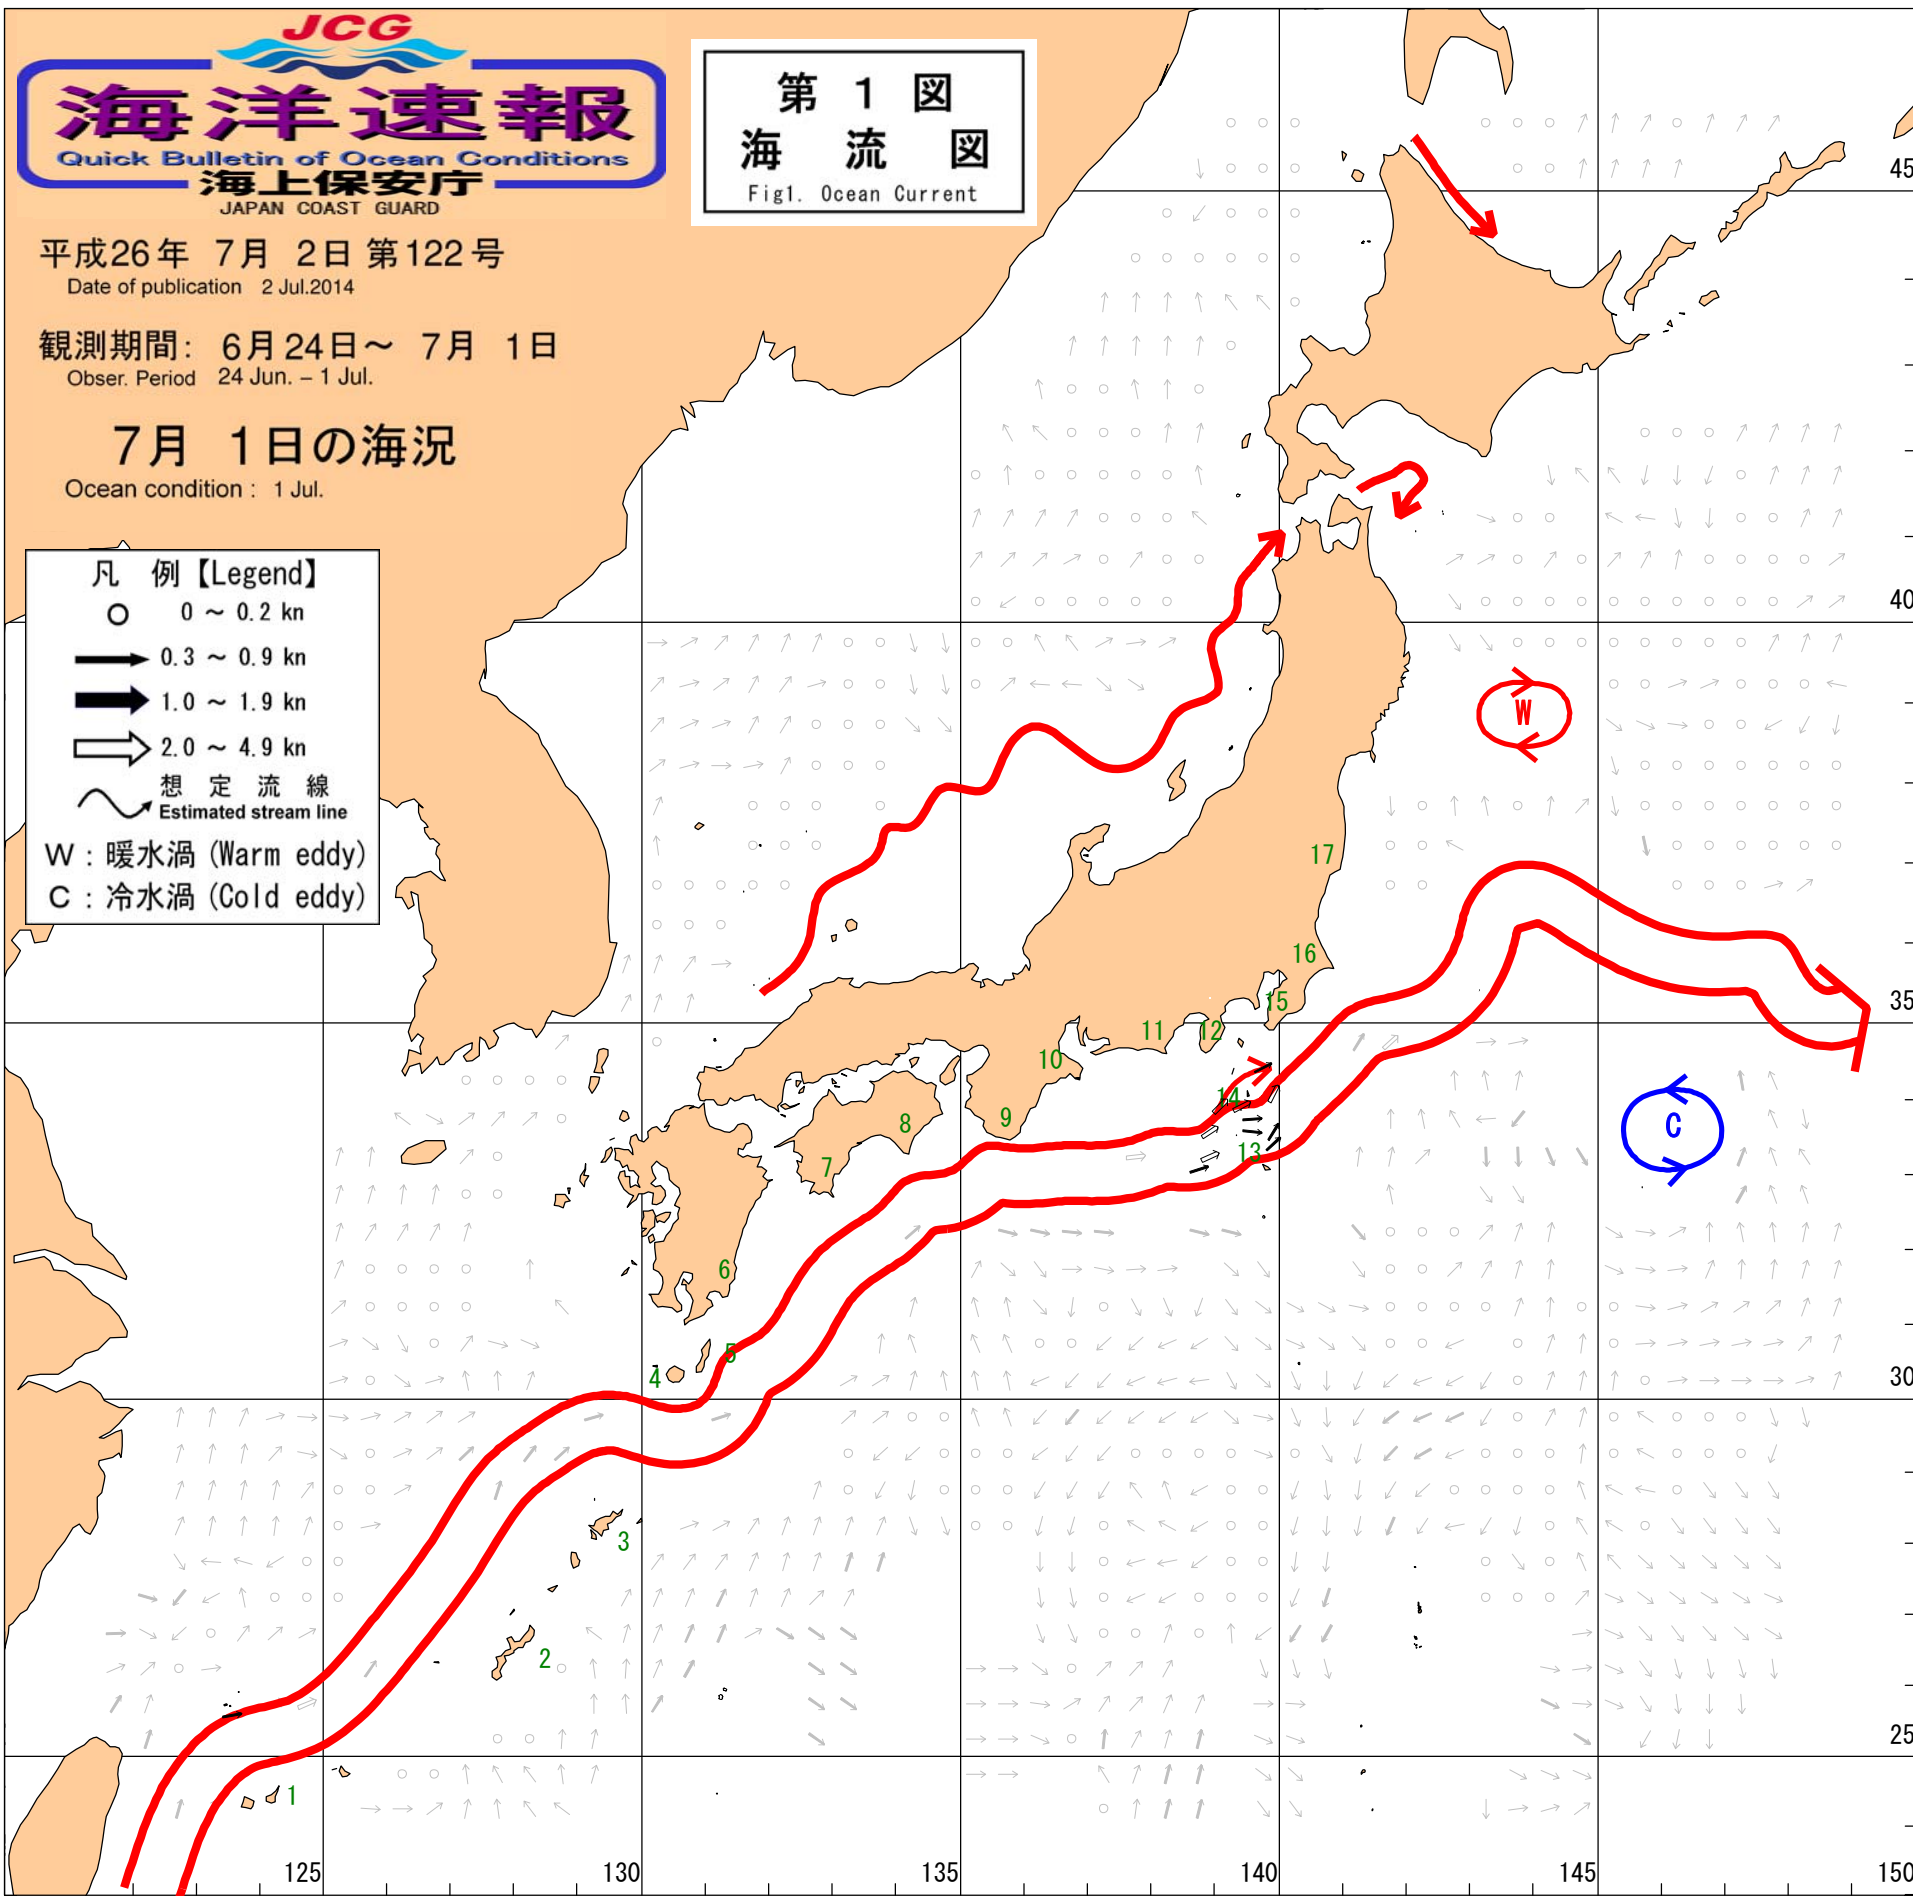 JCG
海洋速報
Quick Bulletin of Ocean Conditions
海上保安庁
JAPAN COAST GUARD
第 1 図
海 流 図
Fig1. Ocean Current
平成26年 7月 2日 第122号
Date of publication 2 Jul.2014
観測期間: 6月24日～ 7月 1日
Obser. Period 24 Jun. – 1 Jul.
7月 1日の海況
Ocean condition : 1 Jul.
凡 例【Legend】
0 ～ 0.2 kn
0.3 ～ 0.9 kn
1.0 ～ 1.9 kn
2.0 ～ 4.9 kn
想 定 流 線
Estimated stream line
W : 暖水渦 (Warm eddy)
C : 冷水渦 (Cold eddy)
45
40
W
17
16
35
15
12
11
10
14
9
8
C
13
7
6
5
4
30
3
2
25
1
125
130
135
140
145
150